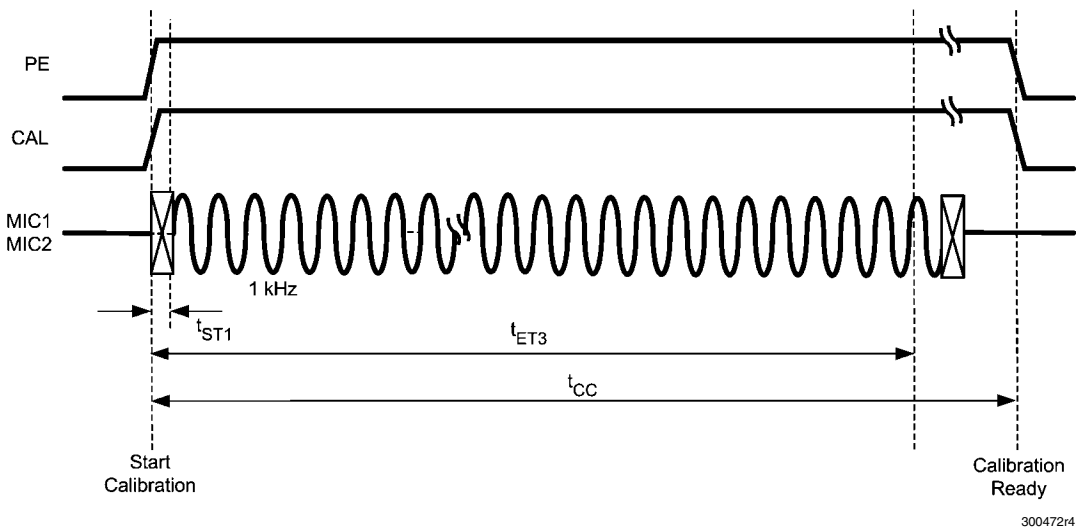 PE
CAL
MIC1
MIC2
1 kHz
tST1
tET3
tCC
Start
Calibration
Calibration
Ready
300472r4